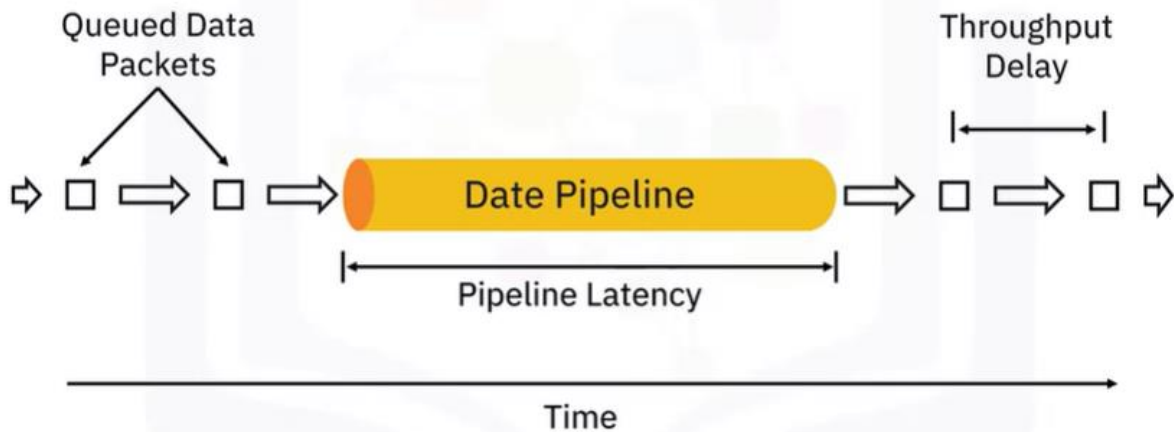 Queued Data
Packets
Throughput
Delay
Date Pipeline
Pipeline Latency
Time